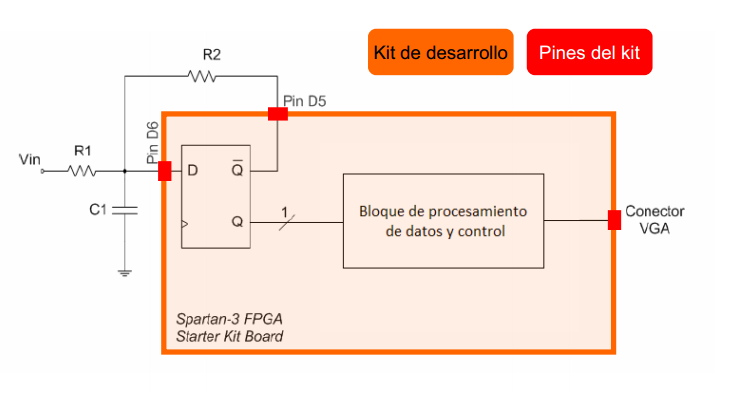 R2
Kit de desarrollo
Pines del kit
Pin D5
Pin D6
R1
Vin
D
Q
C1
Q
1
Bloque de procesamiento
de datos y control
Conector
VGA
Spartan-3 FPGA
Starter Kit Board